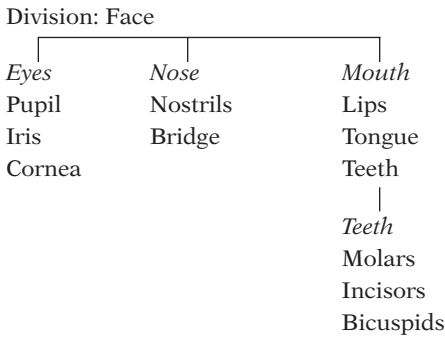 Division: Face
Eyes Nose Mouth
Pupil Nostrils Lips
Iris Bridge Tongue
Cornea Teeth
Teeth
Molars
Incisors
Bicuspids